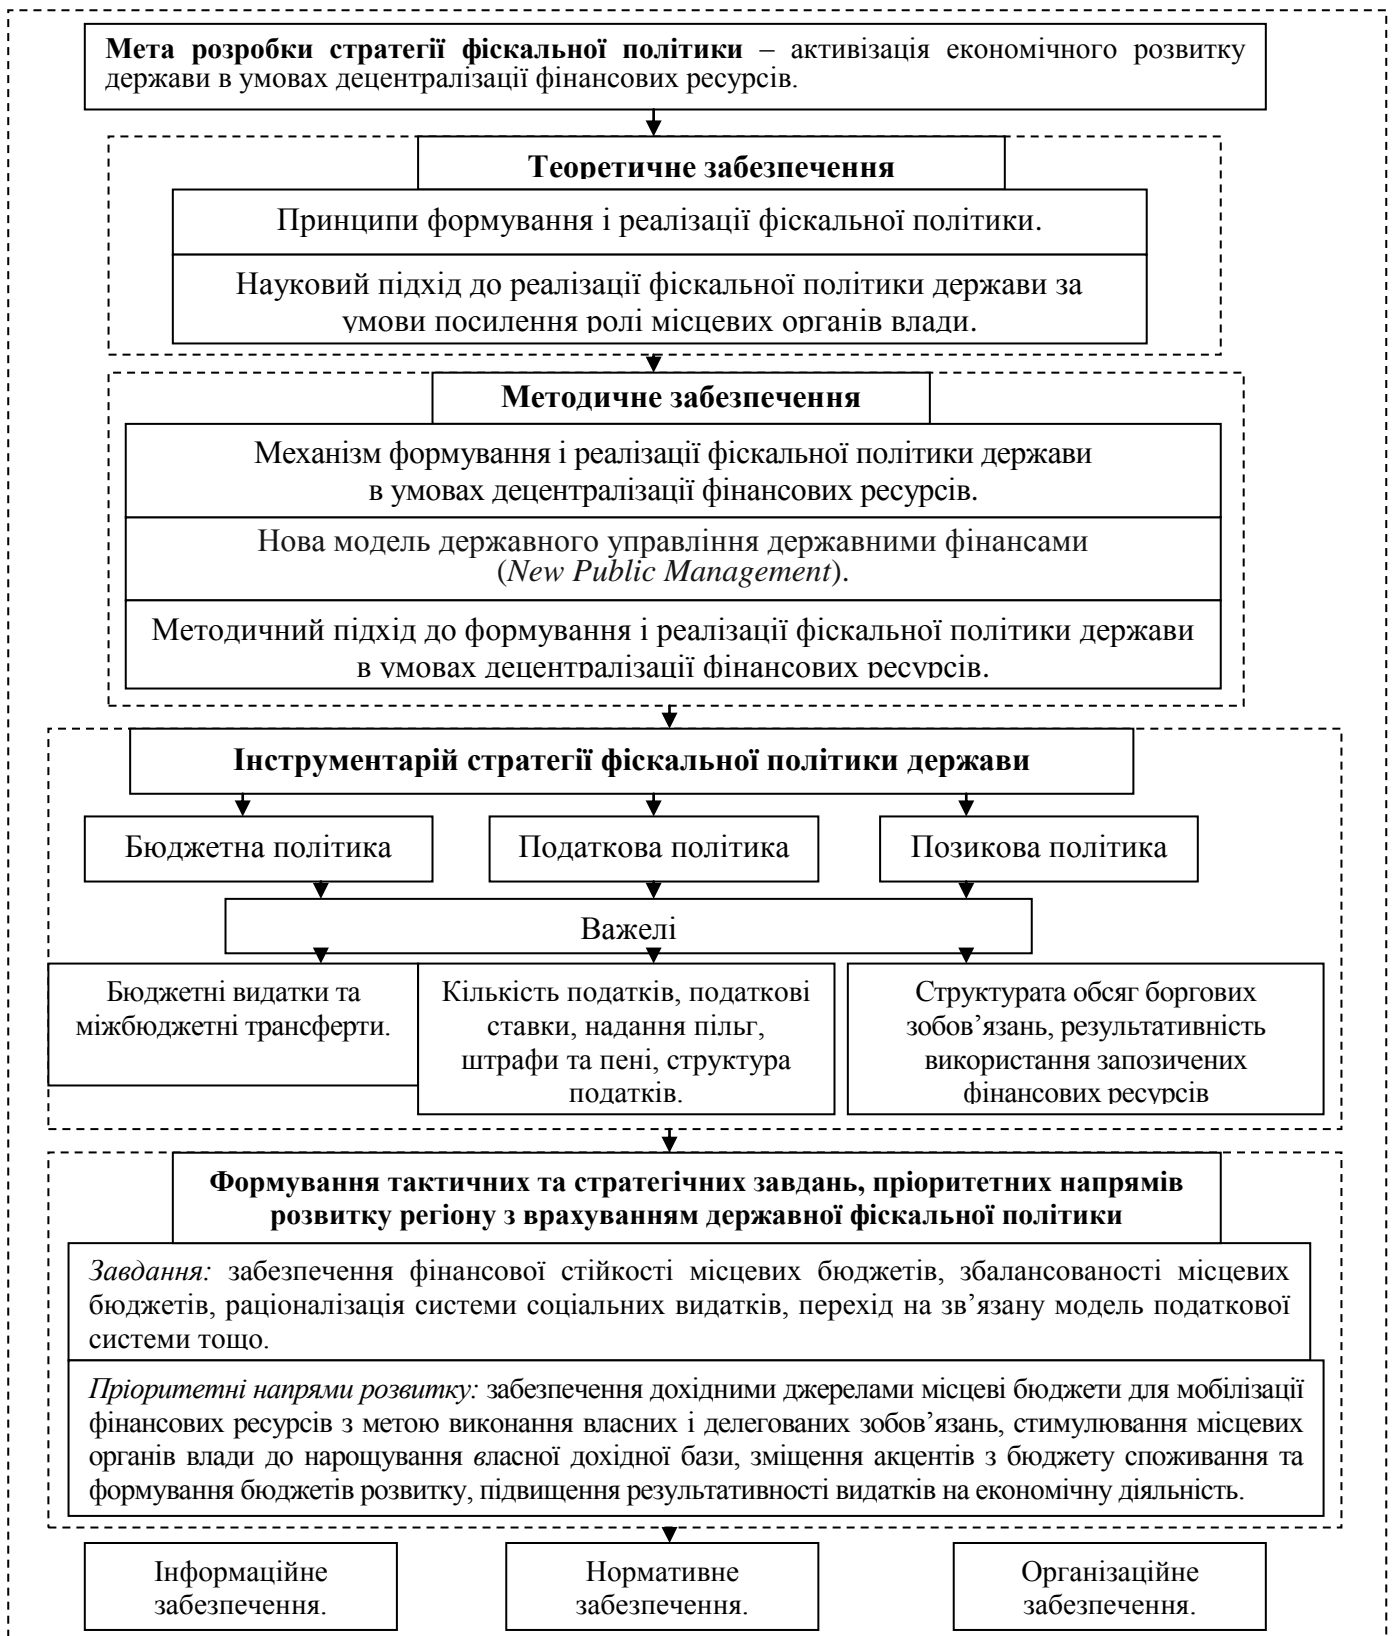 Мета розробки стратегії фіскальної політики – активізація економічного розвитку
держави в умовах децентралізації фінансових ресурсів.
Теоретичне забезпечення
Принципи формування і реалізації фіскальної політики.
Науковий підхід до реалізації фіскальної політики держави за
умови посилення ролі місцевих органів влади.
Методичне забезпечення
Механізм формування і реалізації фіскальної політики держави
в умовах децентралізації фінансових ресурсів.
Нова модель державного управління державними фінансами
(New Public Management).
Методичний підхід до формування і реалізації фіскальної політики держави
в умовах децентралізації фінансових ресурсів.
Інструментарій стратегії фіскальної політики держави
Бюджетна політика
Податкова політика
Позикова політика
Важелі
Бюджетні видатки та
міжбюджетні трансферти.
Кількість податків, податкові
ставки, надання пільг,
штрафи та пені, структура
податків.
Структурата обсяг боргових
зобов’язань, результативність
використання запозичених
фінансових ресурсів
Формування тактичних та стратегічних завдань, пріоритетних напрямів
розвитку регіону з врахуванням державної фіскальної політики
Завдання: забезпечення фінансової стійкості місцевих бюджетів, збалансованості місцевих
бюджетів, раціоналізація системи соціальних видатків, перехід на зв’язану модель податкової
системи тощо.
Пріоритетні напрями розвитку: забезпечення дохідними джерелами місцеві бюджети для мобілізації
фінансових ресурсів з метою виконання власних і делегованих зобов’язань, стимулювання місцевих
органів влади до нарощування власної дохідної бази, зміщення акцентів з бюджету споживання та
формування бюджетів розвитку, підвищення результативності видатків на економічну діяльність.
Інформаційне
забезпечення.
Нормативне
забезпечення.
Організаційне
забезпечення.